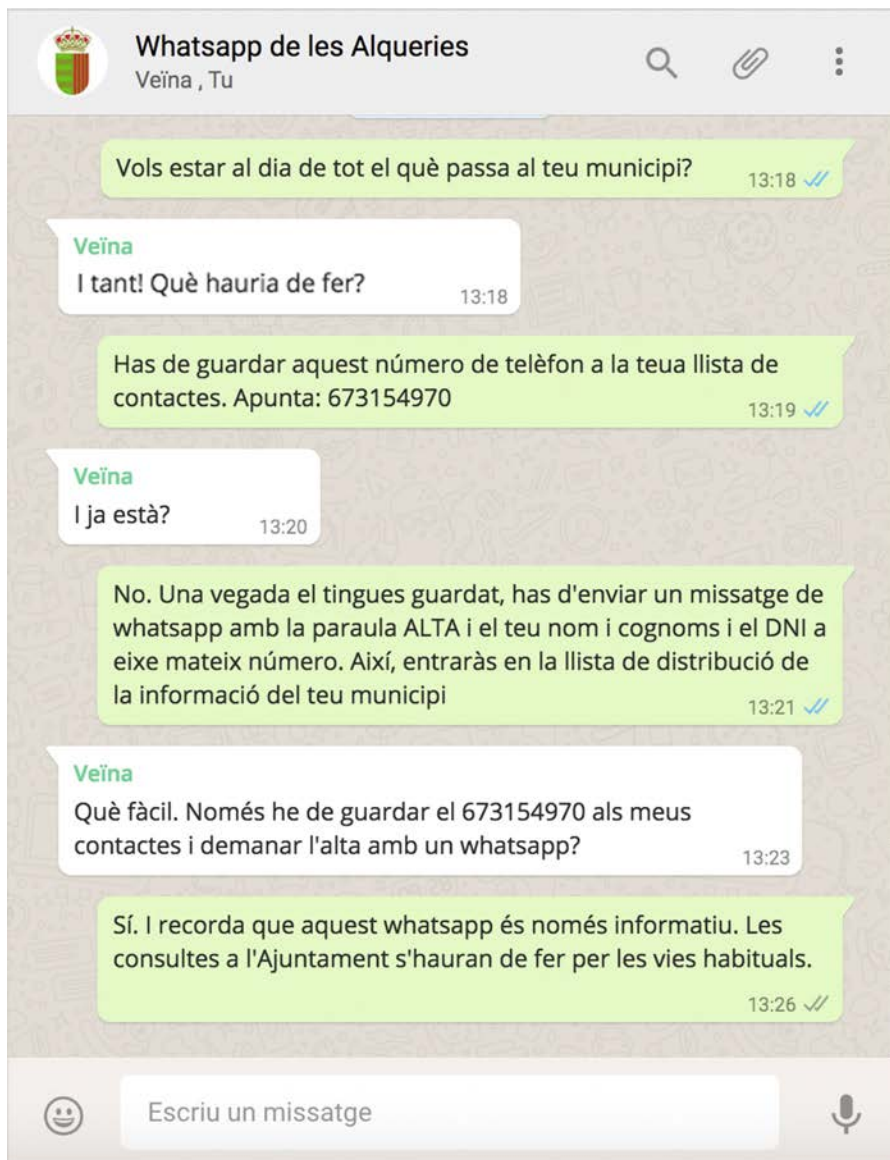 Whatsapp de les Alqueries
Veïna , Tu
Vols estar al dia de tot el què passa al teu municipi?
13:18
Veïna
I tant! Què hauria de fer?
13:18
Has de guardar aquest número de telèfon a la teua llista de
contactes. Apunta: 673154970
13:19
Veïna
I ja està?
13:20
No. Una vegada el tingues guardat, has d'enviar un missatge de
whatsapp amb la paraula ALTA i el teu nom i cognoms i el DNI a
eixe mateix número. Així, entraràs en la llista de distribució de
la informació del teu municipi
13:21
Veïna
Què fàcil. Només he de guardar el 673154970 als meus
contactes i demanar l'alta amb un whatsapp?
13:23
Sí. I recorda que aquest whatsapp és només informatiu. Les
consultes a l'Ajuntament s'hauran de fer per les vies habituals.
13:26
Escriu un missatge